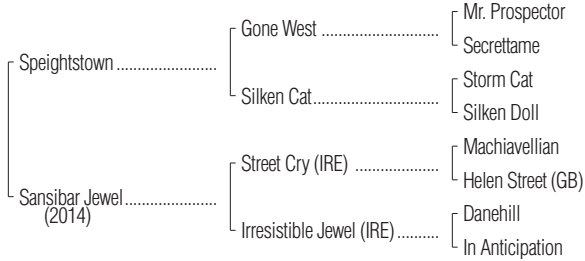 Mr. Prospector
Gone West ..........................
Secrettame
Speightstown ......................
Storm Cat
Silken Cat............................
Silken Doll
Machiavellian
Street Cry (IRE) ..................
Helen Street (GB)
Sansibar Jewel ....................
(2014)
Danehill
Irresistible Jewel (IRE) .........
In Anticipation